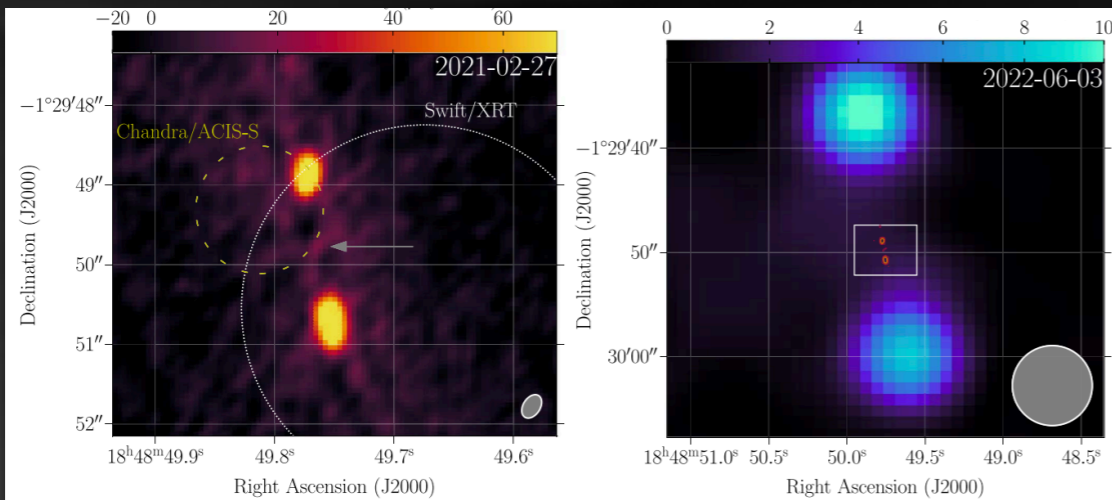 −20 0 20 40 60
2021-02-27
Swift/XRT
Chandra/ACIS-S
−1°29′48″
49″
50″
51″
52″
Declination (J2000)
18ʰ48ᵐ49.9ˢ 49.8ˢ 49.7ˢ 49.6ˢ
Right Ascension (J2000)
0 2 4 6 8 10
2022-06-03
−1°29′40″
50″
30′00″
Declination (J2000)
18ʰ48ᵐ51.0ˢ 50.5ˢ 50.0ˢ 49.5ˢ 49.0ˢ 48.5ˢ
Right Ascension (J2000)